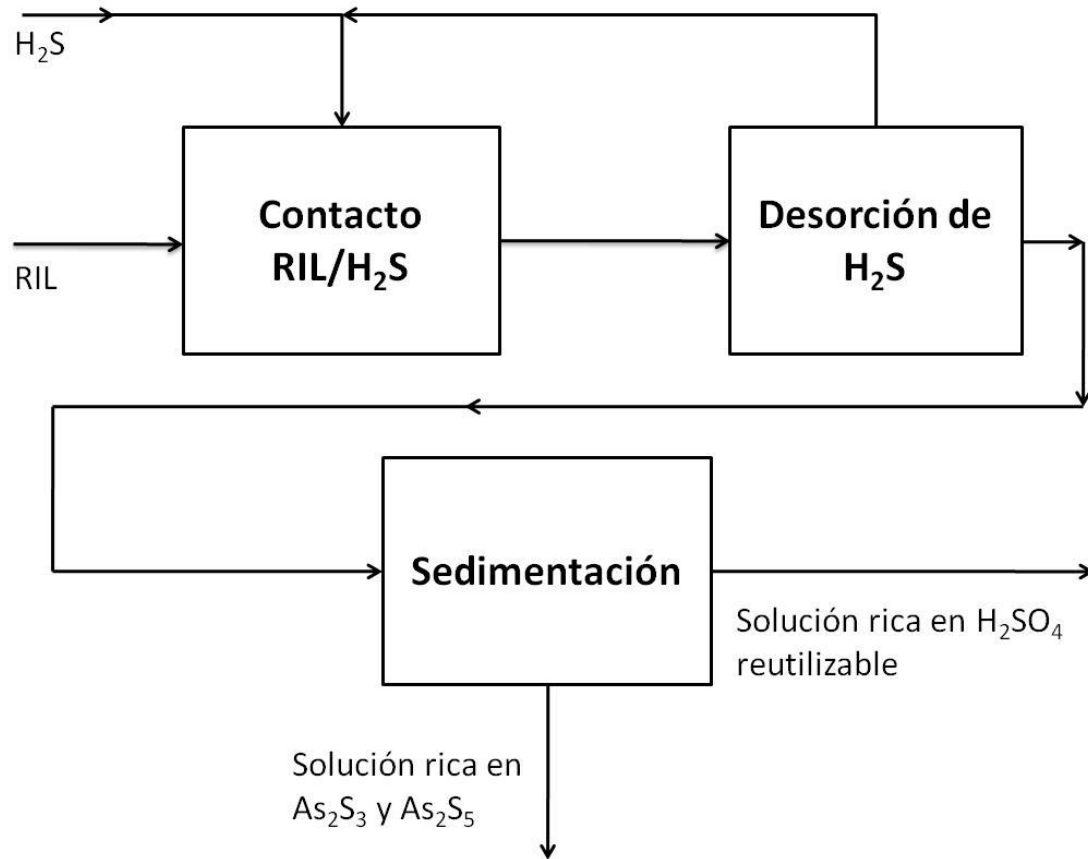 H₂S
Contacto
RIL/H₂S
Desorción de
H₂S
RIL
Sedimentación
Solución rica en H₂SO₄
reutilizable
Solución rica en
As₂S₃ y As₂S₅